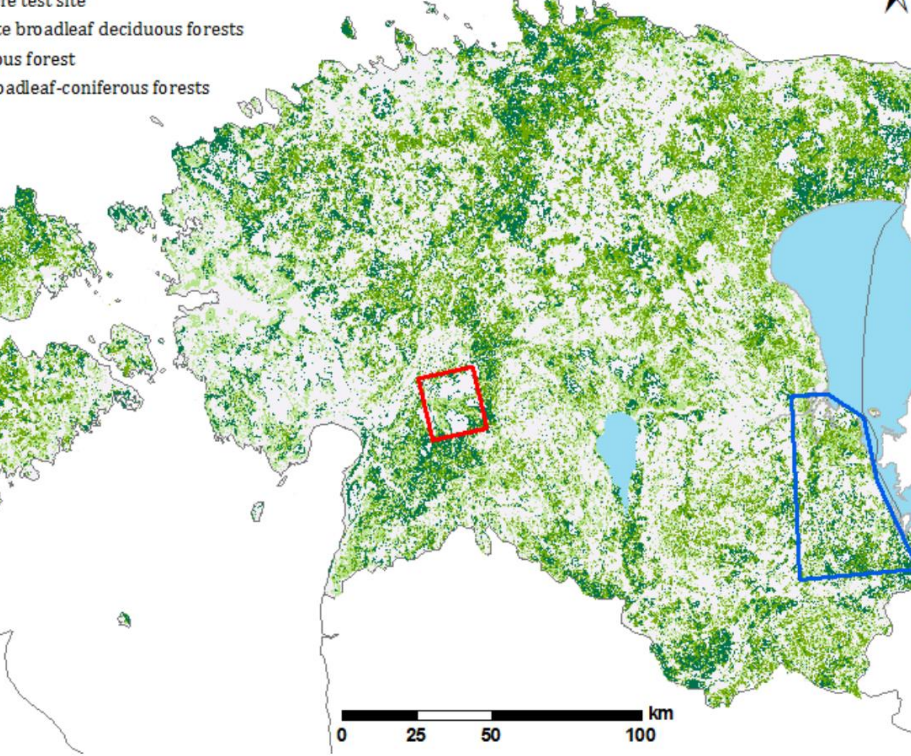 re test site
te broadleaf deciduous forests
ous forest
oadleaf-coniferous forests
km
0 25 50 100